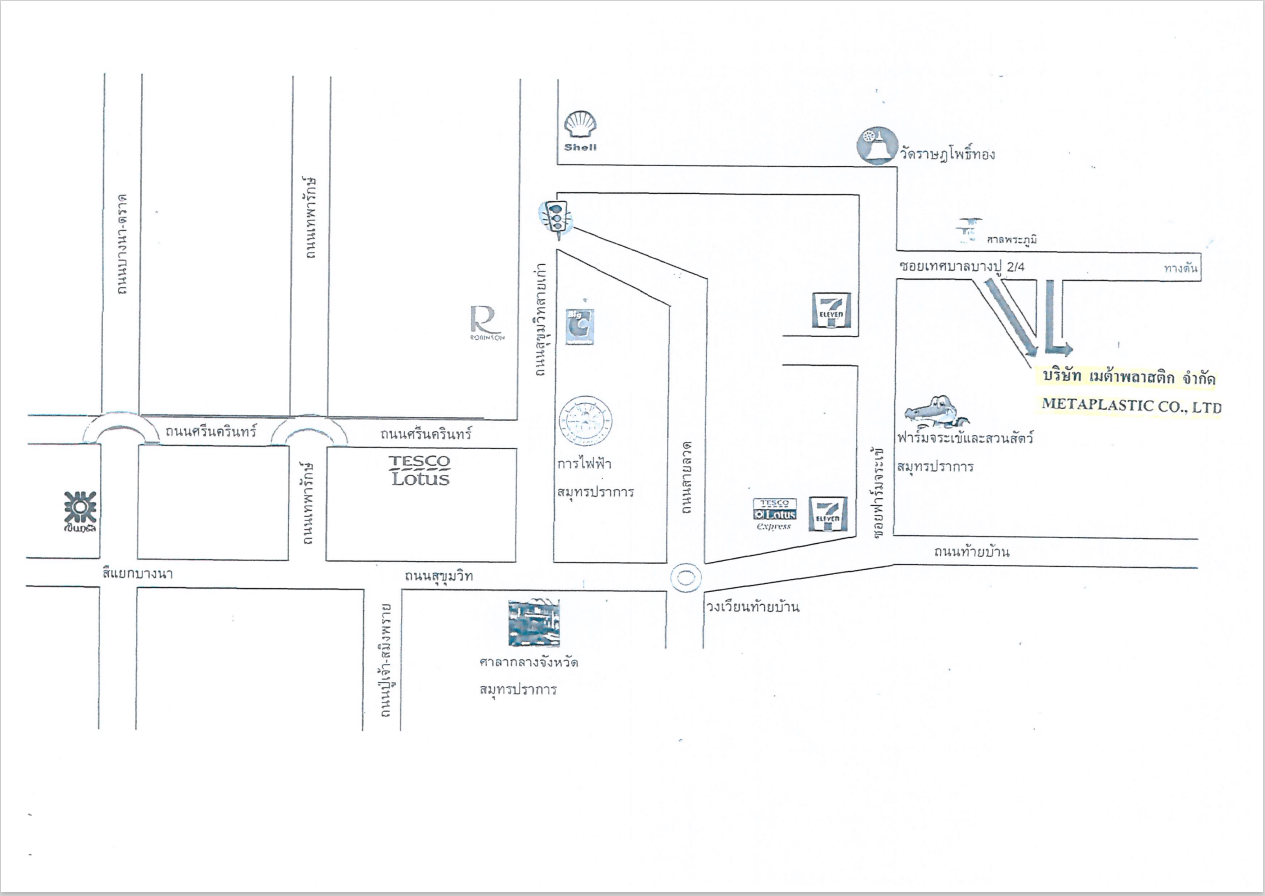 Shell
วัดราษฎโพธิ์ทอง
ศาลพระภูมิ
ซอยเทศบาลบางปู 2/4
ทางตัน
ถนนบางนา-ตราด
ถนนเทพารักษ์
ถนนสุขุมวิทสายเก่า
R
ROBINSON
7
ELEVEN
บริษัท เมต้าพลาสติก จำกัด
METAPLASTIC CO., LTD
ถนนศรีนครินทร์
ถนนศรีนครินทร์
การไฟฟ้า
สมุทรปราการ
TESCO
Lotus
ถนนสายลวด
ฟาร์มจระเข้และสวนสัตว์
สมุทรปราการ
ซอยฟาร์มจระเข้
เซ็นทรัล
ถนนเทพารักษ์
TESCO
Lotus
express
7
ELEVEN
ถนนท้ายบ้าน
สี่แยกบางนา
ถนนสุขุมวิท
วงเวียนท้ายบ้าน
ถนนปู่เจ้า-สมิงพราย
ศาลากลางจังหวัด
สมุทรปราการ